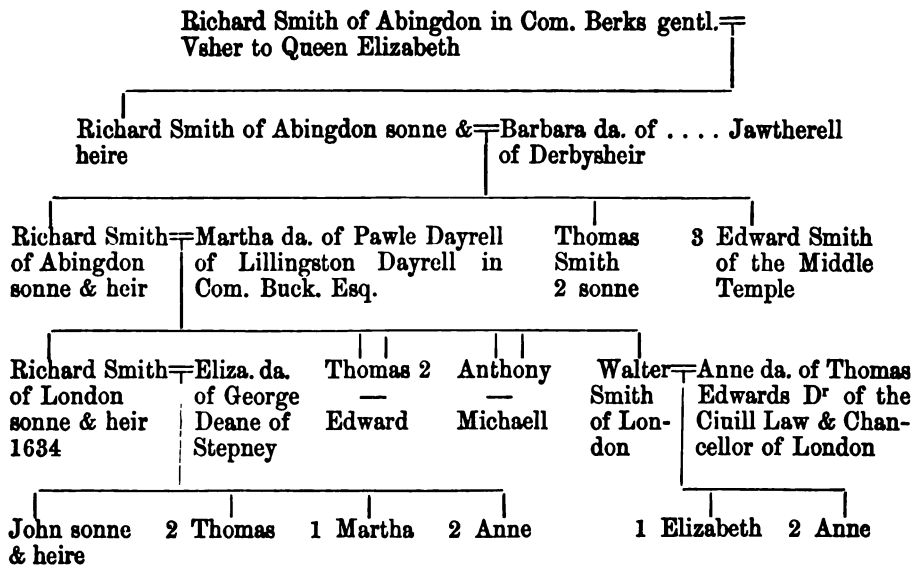 Richard Smith of Abingdon in Com. Berks gentl.
Vsher to Queen Elizabeth
Richard Smith of Abingdon sonne &
heire
Barbara da. of .... Jawtherell
of Derbysheir
Richard Smith
of Abingdon
sonne & heir
Martha da. of Pawle Dayrell
of Lillingston Dayrell in
Com. Buck. Esq.
Thomas
Smith
2 sonne
3 Edward Smith
of the Middle
Temple
Richard Smith
of London
sonne & heir
1634
Eliza. da.
of George
Deane of
Stepney
Thomas 2
—
Edward
Anthony
—
Michaell
Walter
Smith
of Lon-
don
Anne da. of Thomas
Edwards Dʳ of the
Ciuill Law & Chan-
cellor of London
John sonne
& heire
2 Thomas
1 Martha
2 Anne
1 Elizabeth
2 Anne